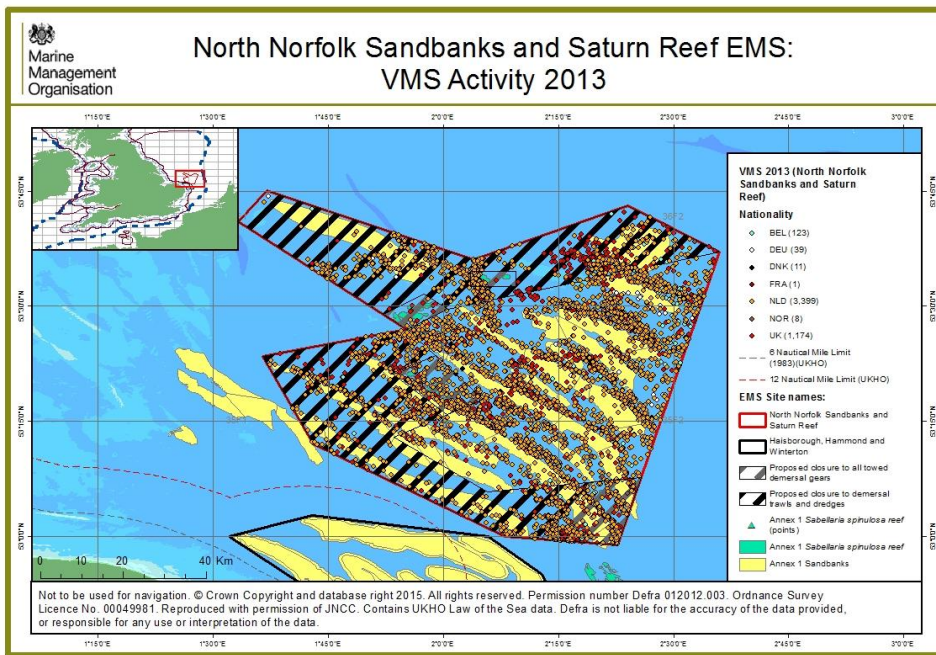 Marine
Management
Organisation
North Norfolk Sandbanks and Saturn Reef EMS:
VMS Activity 2013
1°15'0"E
1°30'0"E
1°45'0"E
2°0'0"E
2°15'0"E
2°30'0"E
3°0'0"E
36F2
VMS 2013 (North Norfolk
Sandbanks and Saturn
Reef)
Nationality
BEL (123)
DEU (39)
DNK (11)
FRA (1)
NLD (3,399)
NOR (8)
UK (1,174)
6 Nautical Mile Limit
(1983)(UKHO)
12 Nautical Mile Limit (UKHO)
EMS Site names:
North Norfolk Sandbanks and
Saturn Reef
Haisborough, Hammond and
Winterton
Proposed closure to all towed
demersal gears
Proposed closure to demersal
trawls and dredges
Annex 1 Sabellaria spinulosa reef
(points)
Annex 1 Sabellaria spinulosa reef
Annex 1 Sandbanks
0 10 20 40 Km
Not to be used for navigation. © Crown Copyright and database right 2015. All rights reserved. Permission number Defra 012012.003. Ordnance Survey
Licence No. 00049981. Reproduced with permission of JNCC. Contains UKHO Law of the Sea data. Defra is not liable for the accuracy of the data provided,
or responsible for any use or interpretation of the data.
1°15'0"E
1°30'0"E
1°45'0"E
2°0'0"E
2°15'0"E
2°30'0"E
3°0'0"E